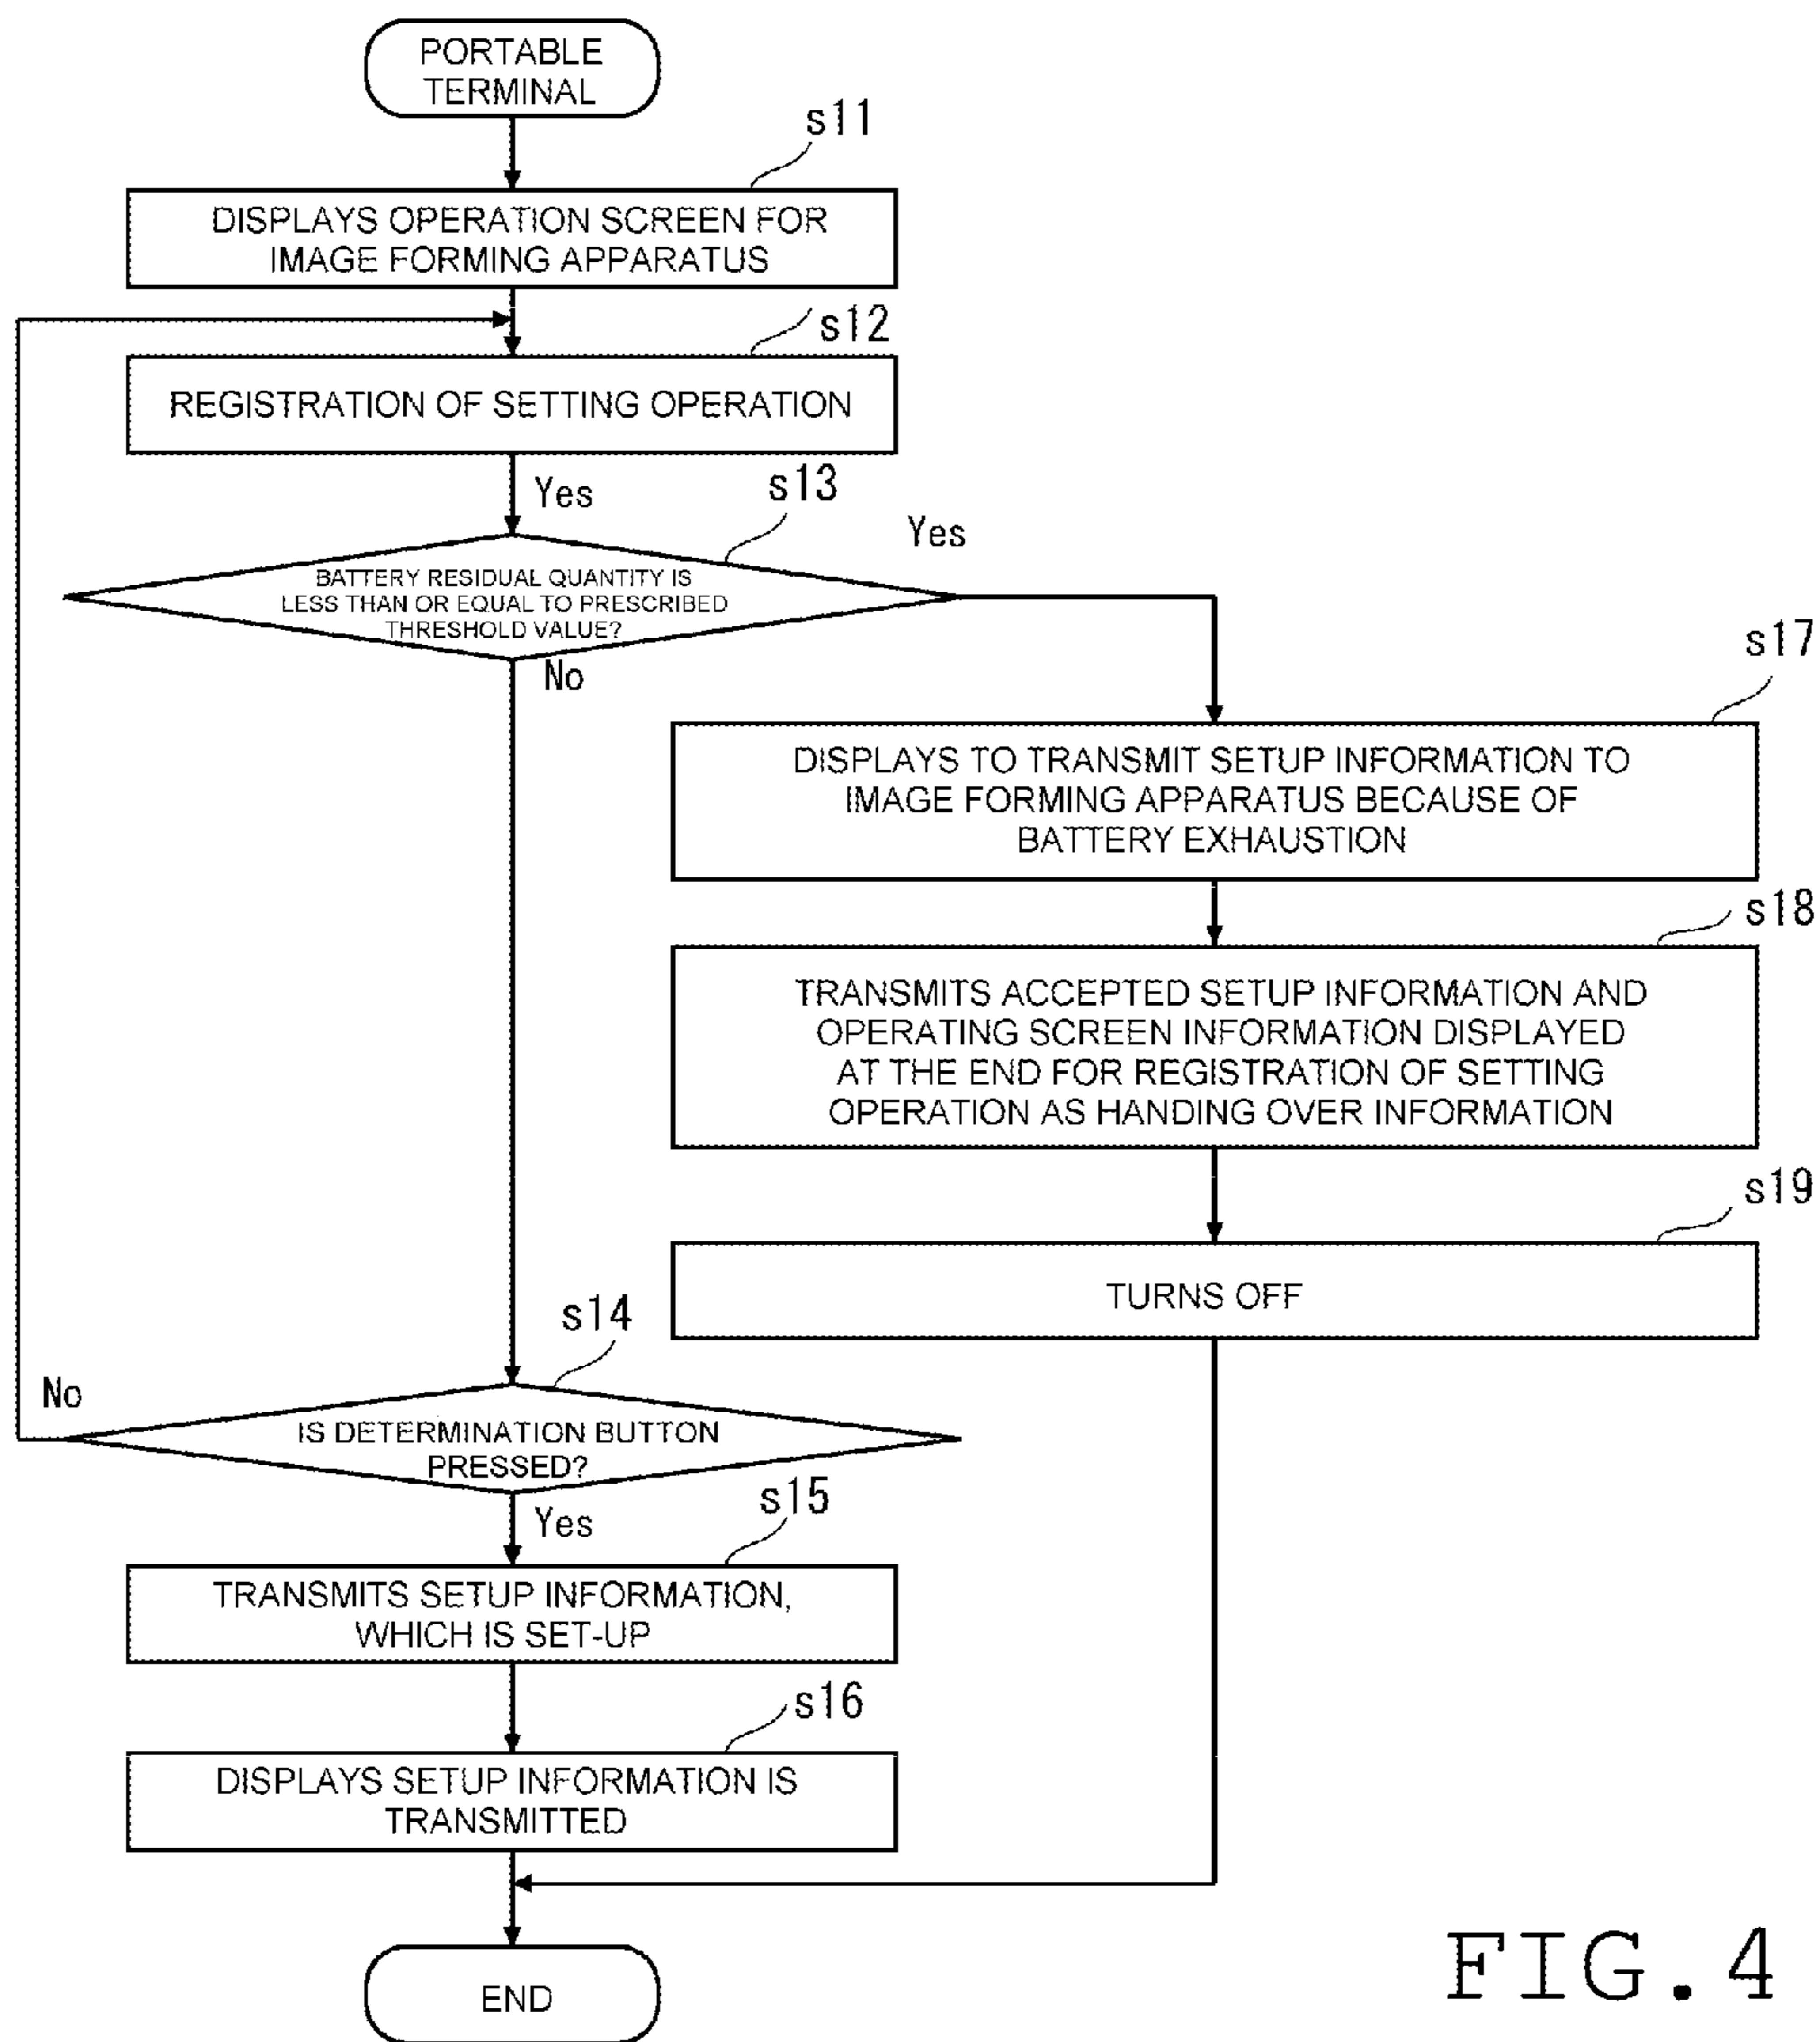 PORTABLE
TERMINAL
s11
DISPLAYS OPERATION SCREEN FOR
IMAGE FORMING APPARATUS
s12
REGISTRATION OF SETTING OPERATION
Yes
s13
Yes
BATTERY RESIDUAL QUANTITY IS
LESS THAN OR EQUAL TO PRESCRIBED
THRESHOLD VALUE?
No
s17
DISPLAYS TO TRANSMIT SETUP INFORMATION TO
IMAGE FORMING APPARATUS BECAUSE OF
BATTERY EXHAUSTION
s18
TRANSMITS ACCEPTED SETUP INFORMATION AND
OPERATING SCREEN INFORMATION DISPLAYED
AT THE END FOR REGISTRATION OF SETTING
OPERATION AS HANDING OVER INFORMATION
s19
TURNS OFF
s14
No
IS DETERMINATION BUTTON
PRESSED?
Yes
s15
TRANSMITS SETUP INFORMATION,
WHICH IS SET-UP
s16
DISPLAYS SETUP INFORMATION IS
TRANSMITTED
END
FIG.4